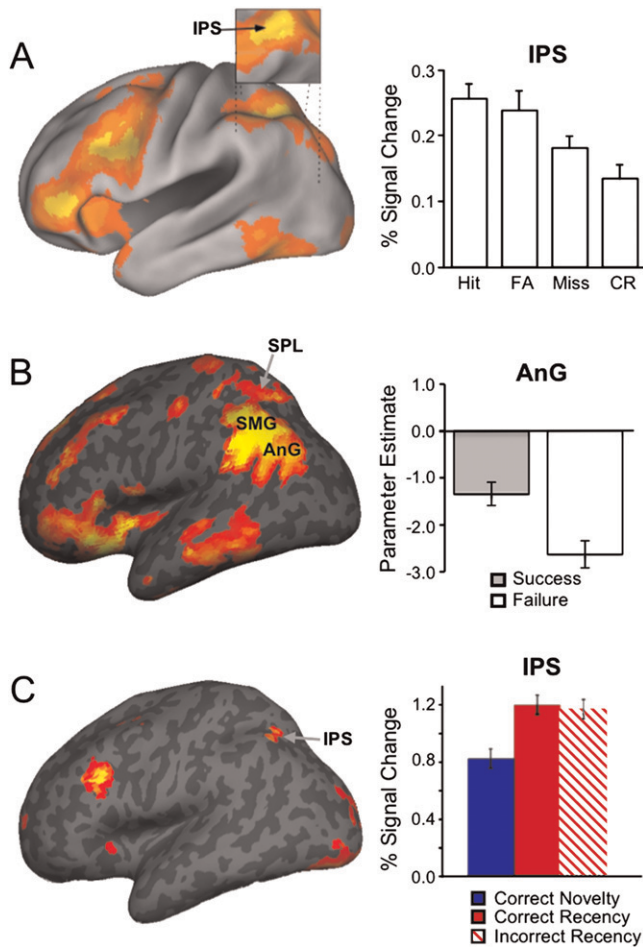 A
IPS
IPS
% Signal Change
0.3
0.2
0.1
0.0
Hit FA Miss CR
B
SPL
SMG
AnG
AnG
Parameter Estimate
1.0
0.0
-1.0
-2.0
-3.0
Success
Failure
C
IPS
IPS
% Signal Change
1.2
0.8
0.4
0
Correct Novelty
Correct Recency
Incorrect Recency